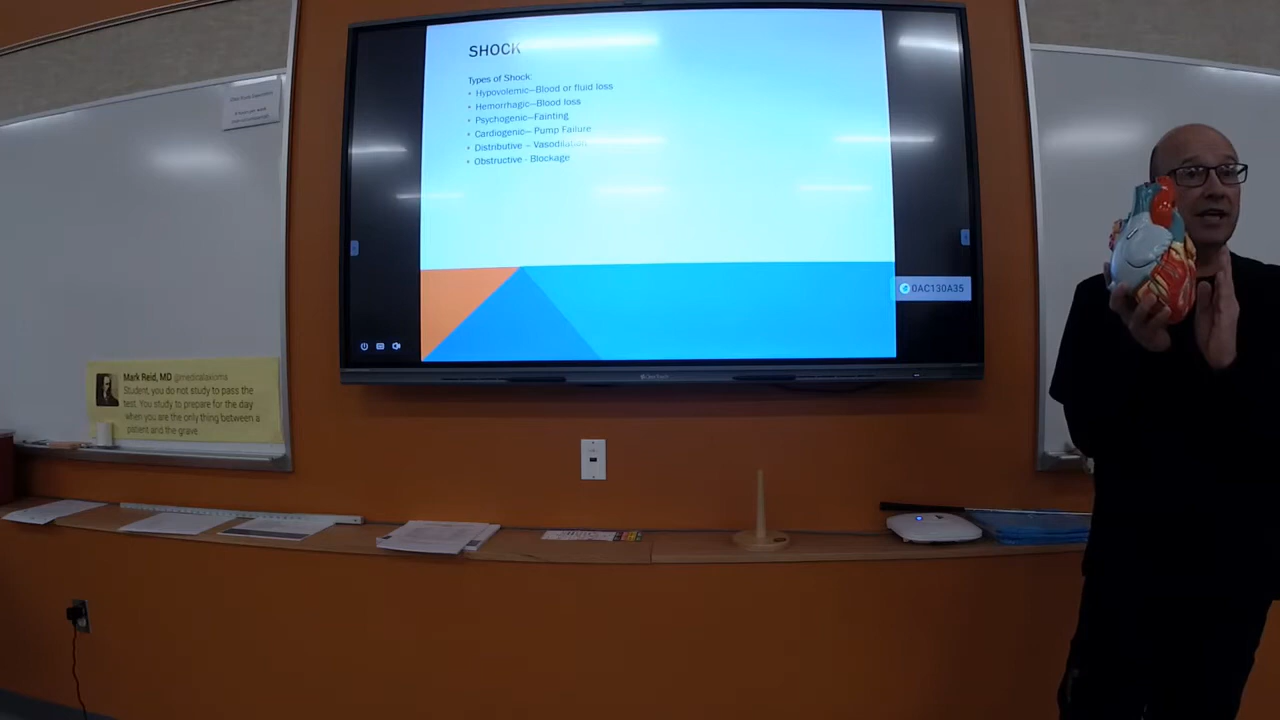 SHOCK
Types of Shock:
• Hypovolemic—Blood or fluid loss
• Hemorrhagic—Blood loss
• Psychogenic—Fainting
• Cardiogenic— Pump Failure
• Distributive – Vasodilation
• Obstructive - Blockage
0AC130A35
Mark Reid, MD @medicalaxioms
Student, you do not study to pass the
test. You study to prepare for the day
when you are the only thing between a
patient and the grave.